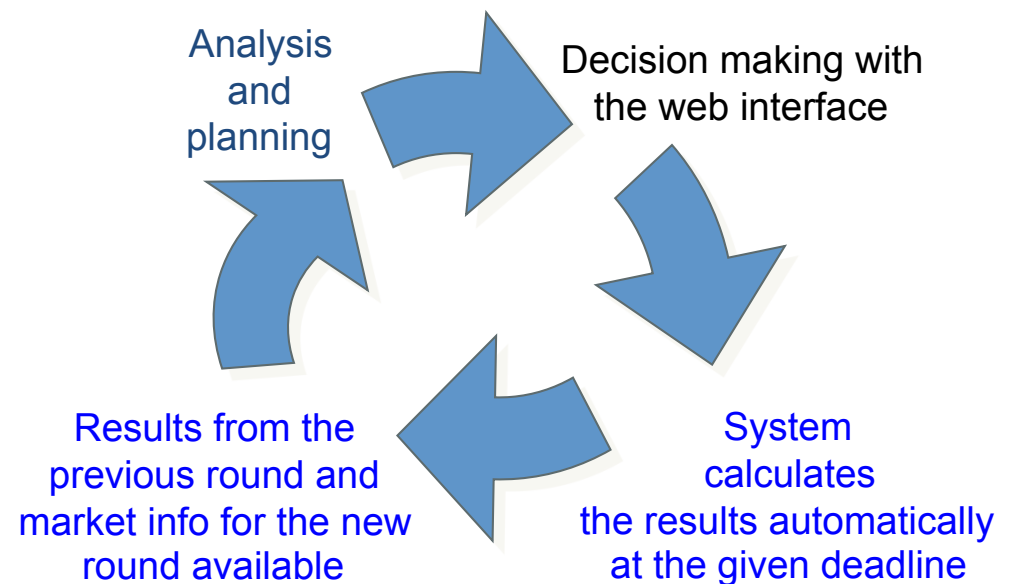 Analysis
and
planning
Decision making with
the web interface
System
calculates
the results automatically
at the given deadline
Results from the
previous round and
market info for the new
round available